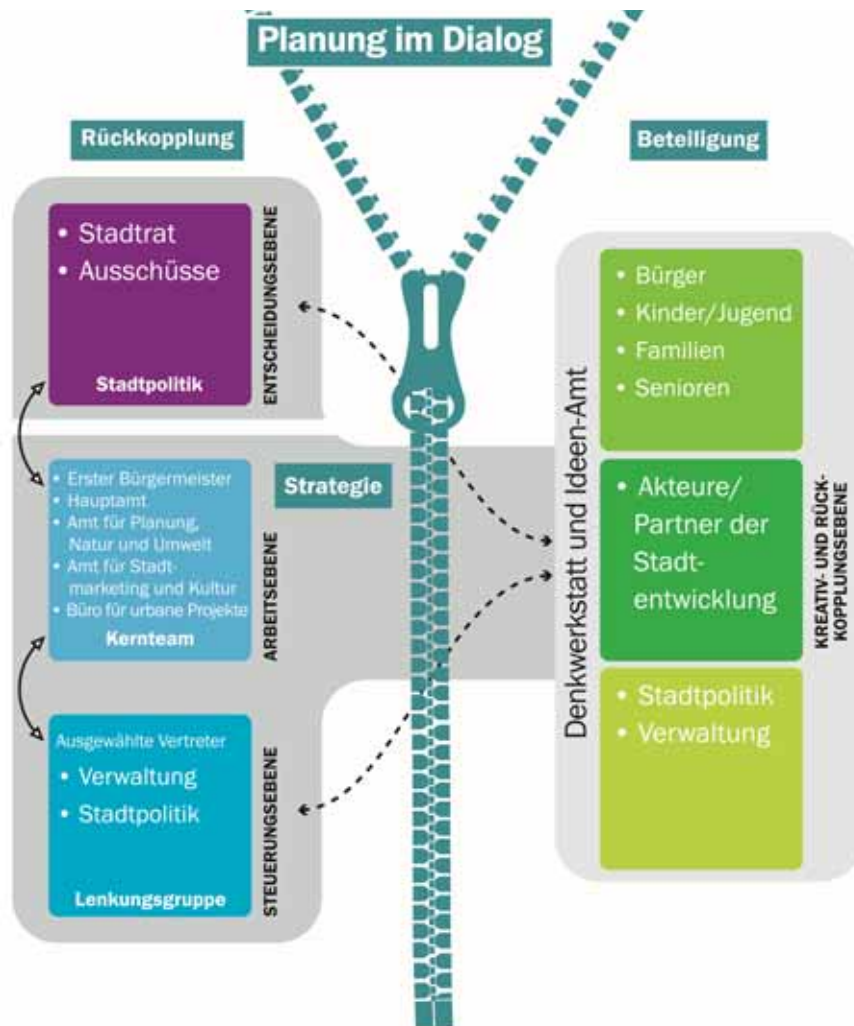 Planung im Dialog
Rückkopplung
• Stadtrat
• Ausschüsse
Stadtpolitik
ENTSCHEIDUNGSEBENE
Strategie
• Erster Bürgermeister
• Hauptamt
• Amt für Planung,
Natur und Umwelt
• Amt für Stadt-
marketing und Kultur
• Büro für urbane Projekte
Kernteam
ARBEITSEBENE
Ausgewählte Vertreter
• Verwaltung
• Stadtpolitik
Lenkungsgruppe
STEUERUNGSEBENE
Beteiligung
Denkwerkstatt und Ideen-Amt
• Bürger
• Kinder/Jugend
• Familien
• Senioren
• Akteure/
Partner der
Stadt-
entwicklung
• Stadtpolitik
• Verwaltung
KREATIV- UND RÜCK-
KOPPLUNGSEBENE